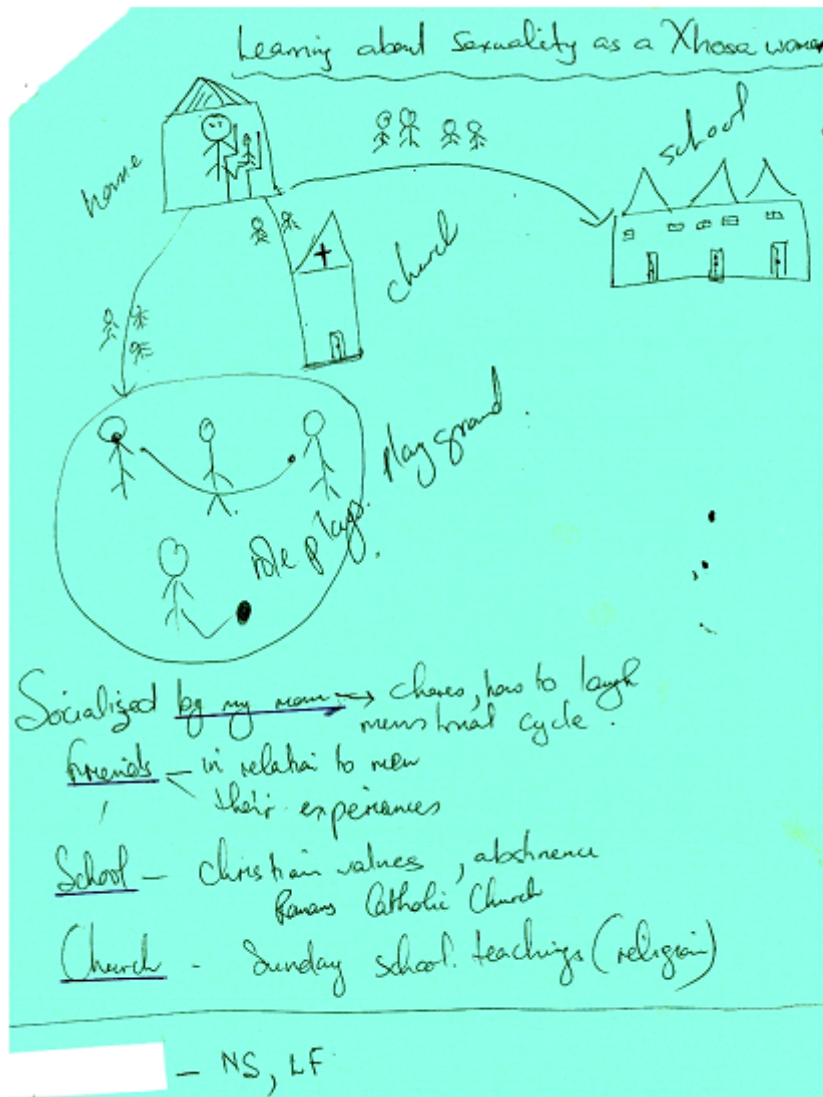 Learning about sexuality as a Xhosa woman
home
school
church
playground.
role plays.
Socialized by my mom → chores, how to laugh
menstrual cycle.
Friends – in relation to men
their experiences
School – Christian values, abstinence
Catholic Church
Church - Sunday school teachings (religion)
– NS, LF